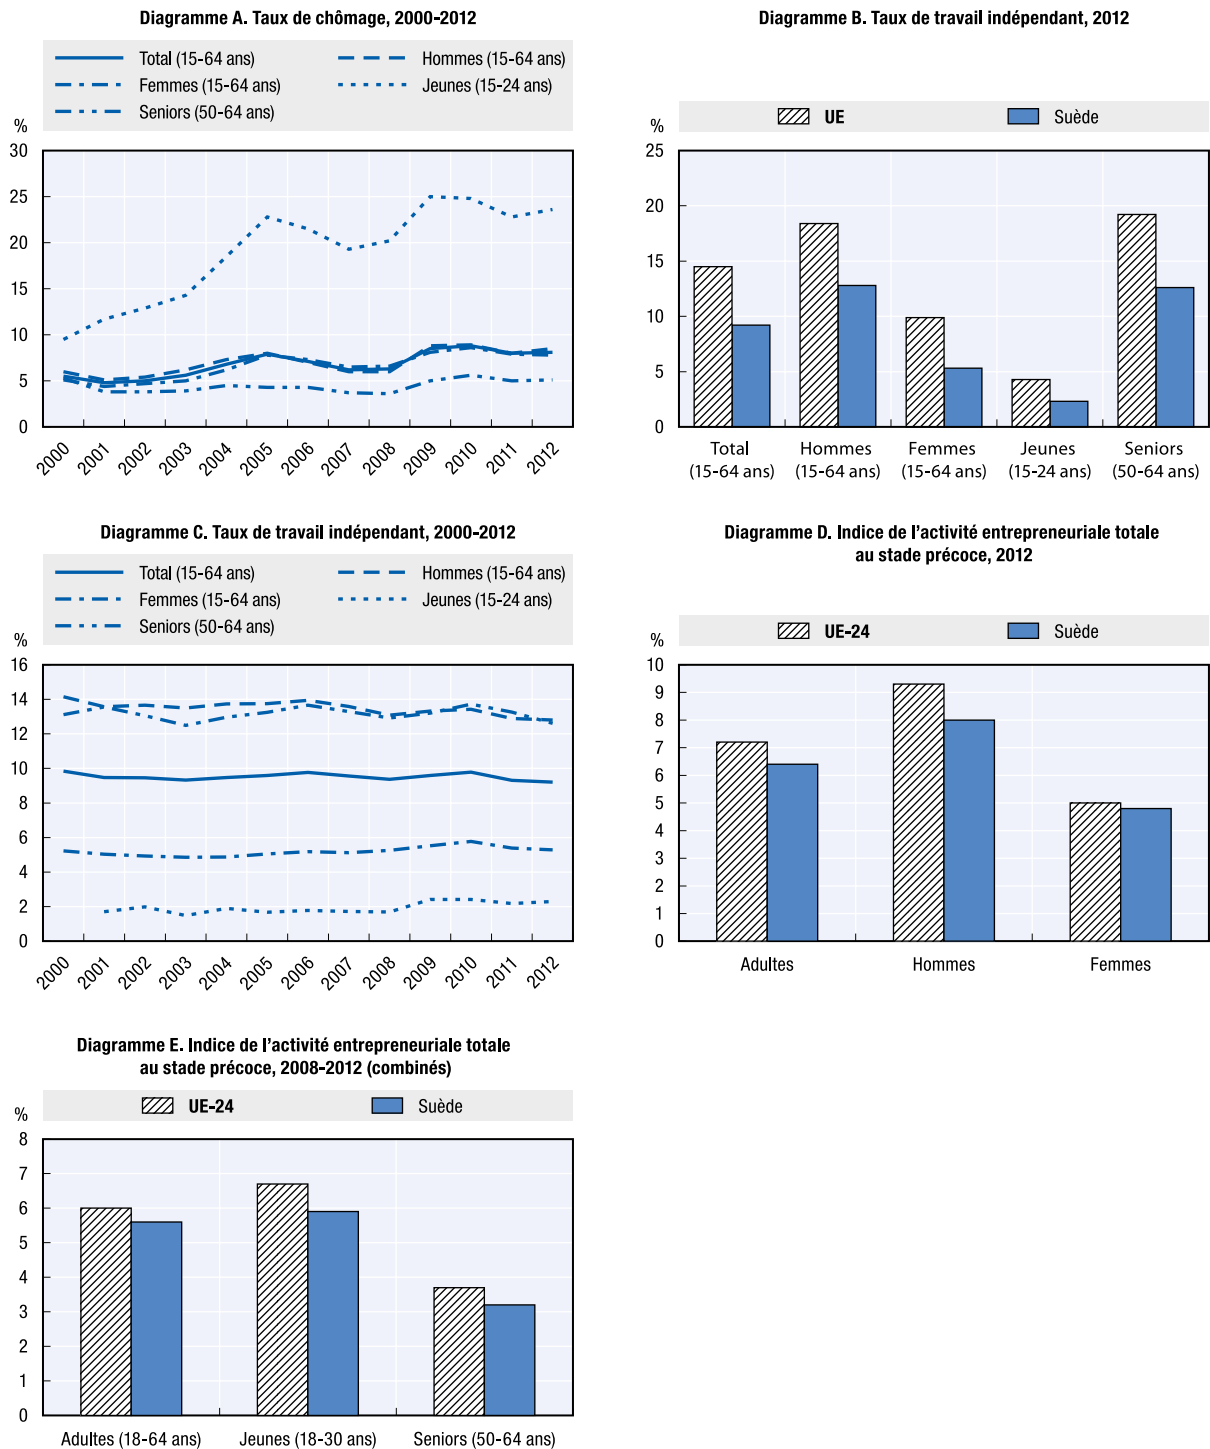 Diagramme A. Taux de chômage, 2000-2012
Total (15-64 ans)
Hommes (15-64 ans)
Femmes (15-64 ans)
Jeunes (15-24 ans)
Seniors (50-64 ans)
%
30
25
20
15
10
5
0
2000 2001 2002 2003 2004 2005 2006 2007 2008 2009 2010 2011 2012
Diagramme B. Taux de travail indépendant, 2012
UE
Suède
%
25
20
15
10
5
0
Total
(15-64 ans)
Hommes
(15-64 ans)
Femmes
(15-64 ans)
Jeunes
(15-24 ans)
Seniors
(50-64 ans)
Diagramme C. Taux de travail indépendant, 2000-2012
Total (15-64 ans)
Hommes (15-64 ans)
Femmes (15-64 ans)
Jeunes (15-24 ans)
Seniors (50-64 ans)
%
16
14
12
10
8
6
4
2
0
2000 2001 2002 2003 2004 2005 2006 2007 2008 2009 2010 2011 2012
Diagramme D. Indice de l'activité entrepreneuriale totale
au stade précoce, 2012
UE-24
Suède
%
10
9
8
7
6
5
4
3
2
1
0
Adultes
Hommes
Femmes
Diagramme E. Indice de l'activité entrepreneuriale totale
au stade précoce, 2008-2012 (combinés)
UE-24
Suède
%
8
7
6
5
4
3
2
1
0
Adultes (18-64 ans)
Jeunes (18-30 ans)
Seniors (50-64 ans)